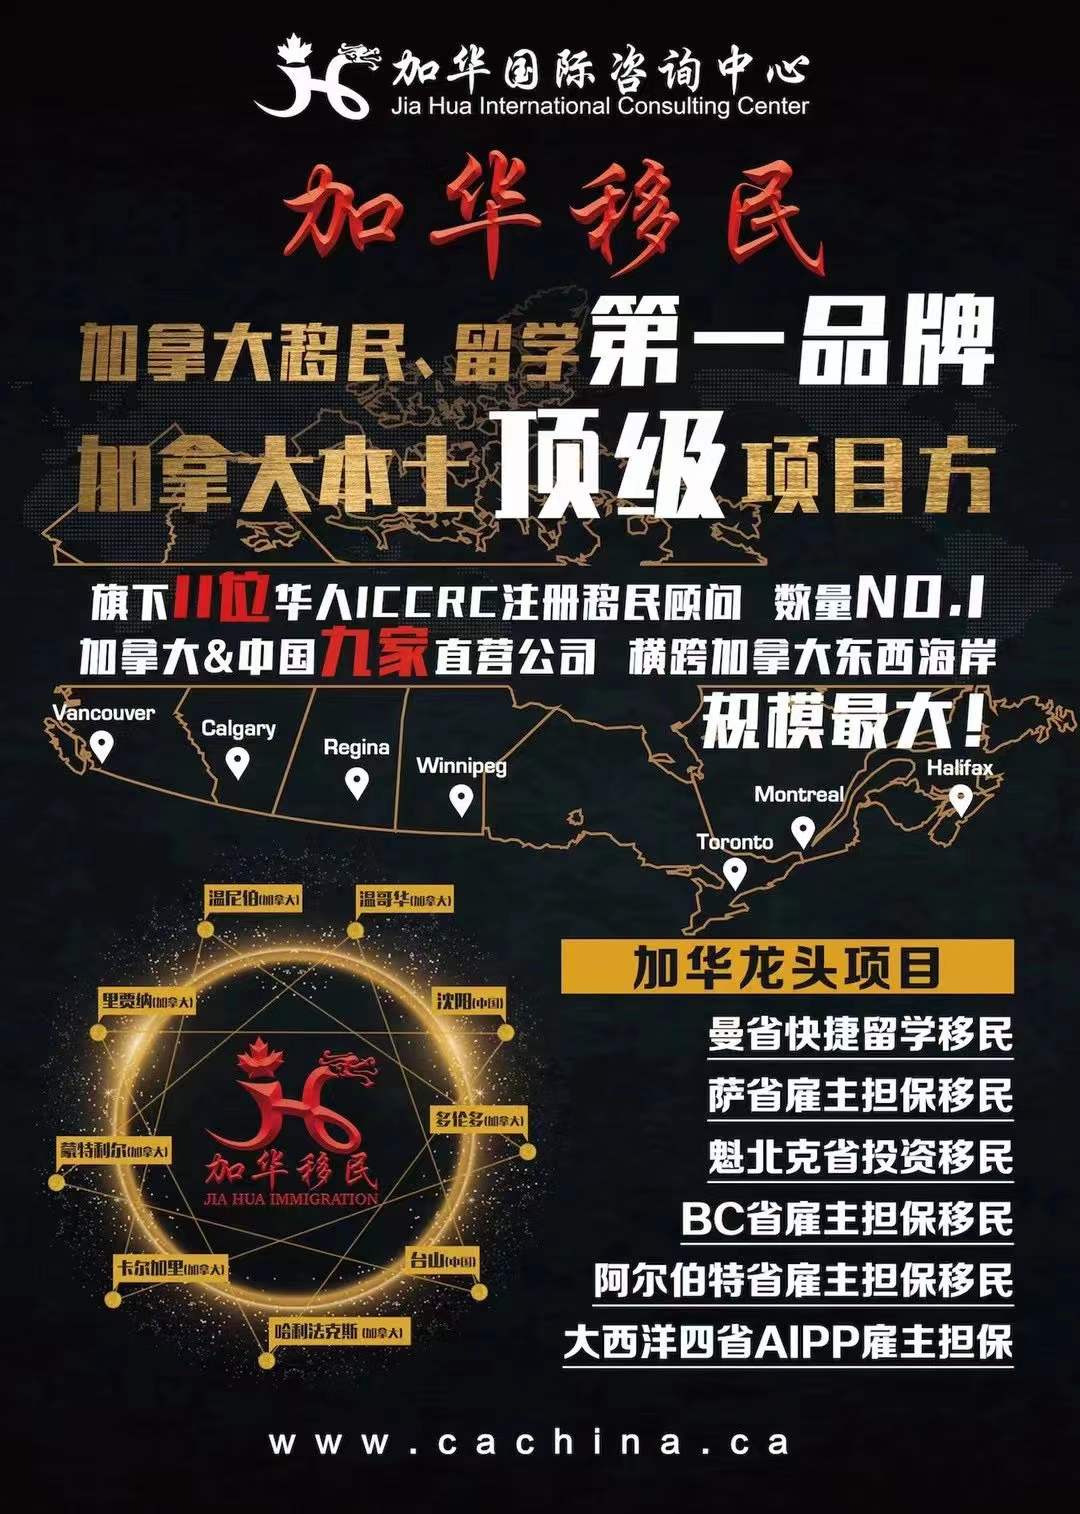 加华国际咨询中心
Jia Hua International Consulting Center
加华移民
加拿大移民、留学第一品牌
加拿大本土顶级项目方
旗下11位华人ICCRC注册移民顾问 数量NO.1
加拿大&中国九家直营公司 横跨加拿大东西海岸
规模最大!
Vancouver
Calgary
Regina
Winnipeg
Halifax
Montreal
Toronto
温尼伯(加拿大)
温哥华(加拿大)
里贾纳(加拿大)
沈阳(中国)
多伦多(加拿大)
蒙特利尔(加拿大)
卡尔加里(加拿大)
台山(中国)
哈利法克斯(加拿大)
加华移民
JIA HUA IMMIGRATION
加华龙头项目
曼省快捷留学移民
萨省雇主担保移民
魁北克省投资移民
BC省雇主担保移民
阿尔伯特省雇主担保移民
大西洋四省AIPP雇主担保
www.cachina.ca